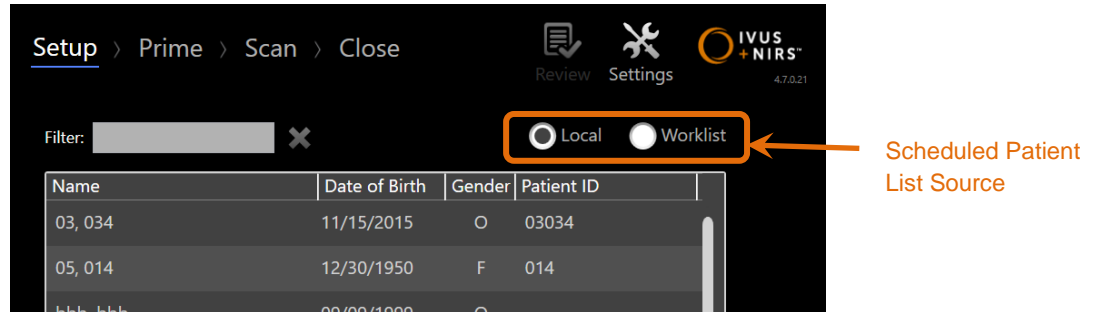 Setup > Prime > Scan > Close
Review Settings
IVUS
+NIRS™
4.7.0.21
Filter:
Local Worklist
Scheduled Patient
List Source
Name Date of Birth Gender Patient ID
03, 034 11/15/2015 O 03034
05, 014 12/30/1950 F 014